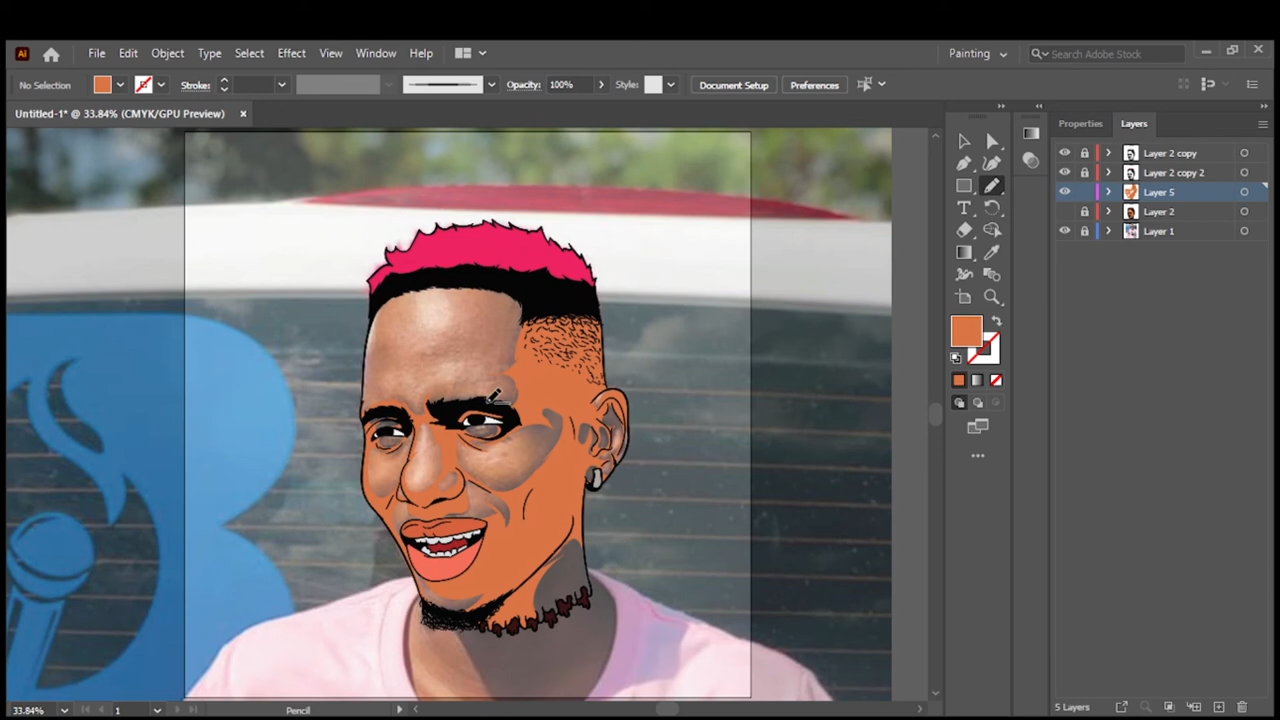 Ai File Edit Object Type Select Effect View Window Help Painting Search Adobe Stock
No Selection Stroke: Opacity: 100% Style: Document Setup Preferences
Untitled-1* @ 33.84% (CMYK/GPU Preview) ×
Properties Layers
Layer 2 copy
Layer 2 copy 2
Layer 5
Layer 2
Layer 1
33.84% 1 Pencil 5 Layers